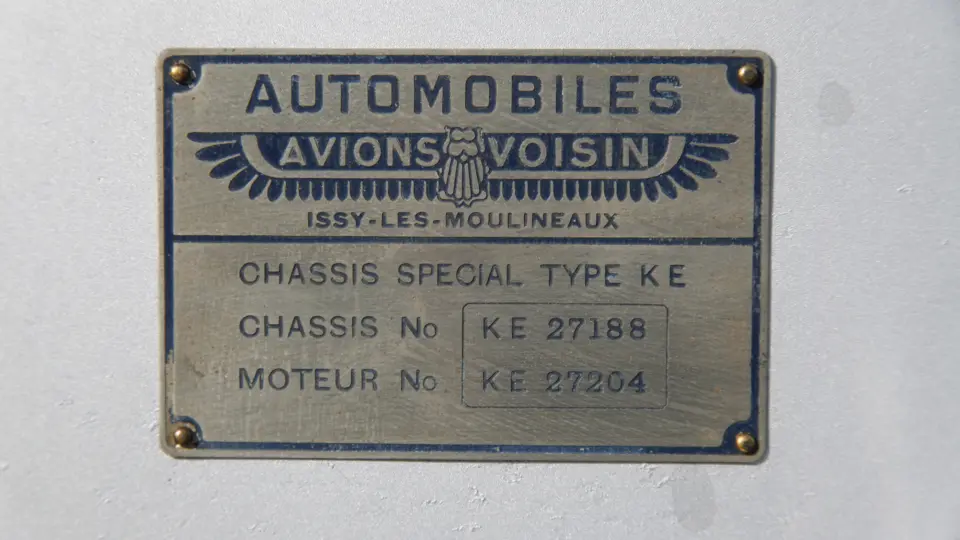 AUTOMOBILES
AVIONS VOISIN
ISSY-LES-MOULINEAUX
CHASSIS SPECIAL TYPE KE
CHASSIS No KE 27188
MOTEUR No KE 27204